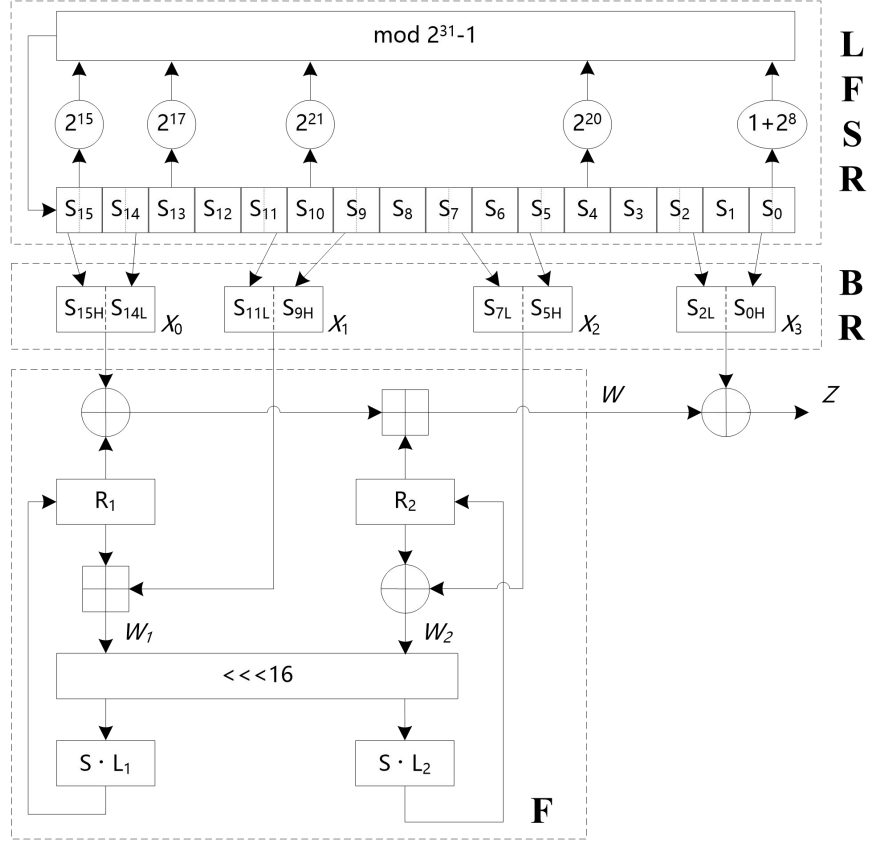 mod 2³¹-1
L
F
S
R
2¹⁵ 2¹⁷ 2²¹ 2²⁰ 1+2⁸
S₁₅ S₁₄ S₁₃ S₁₂ S₁₁ S₁₀ S₉ S₈ S₇ S₆ S₅ S₄ S₃ S₂ S₁ S₀
B
R
S₁₅H S₁₄L X₀ S₁₁L S₉H X₁ S₇L S₅H X₂ S₂L S₀H X₃
W Z
R₁ R₂
W₁ W₂
<<<16
S · L₁ S · L₂
F